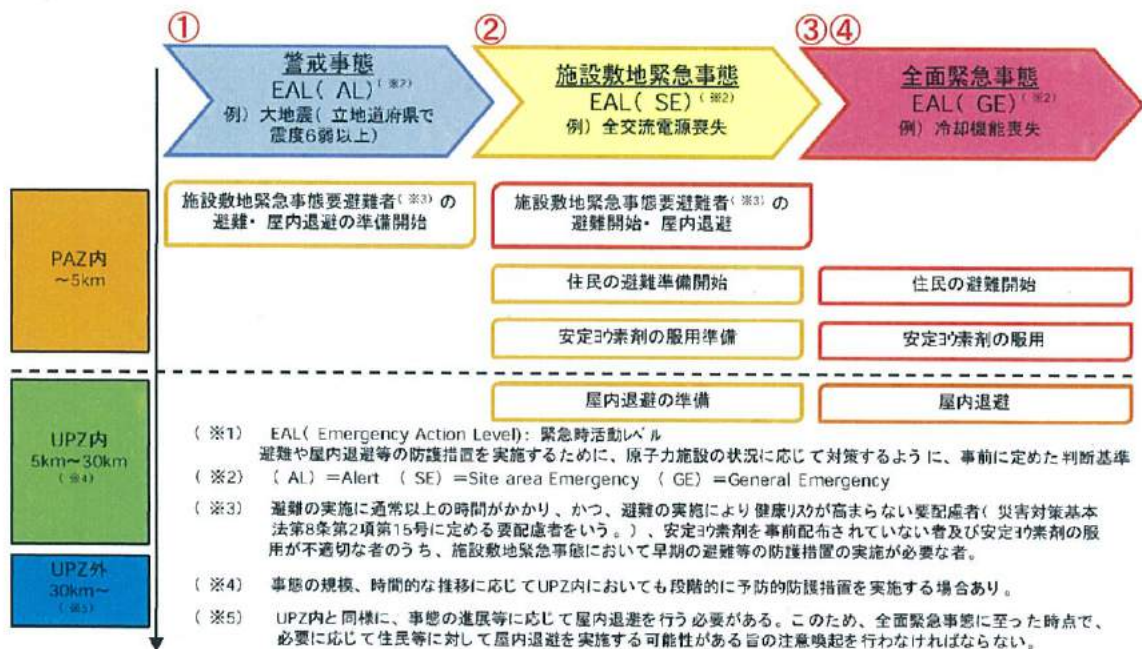 ①
警戒事態
EAL( AL)(※2)
例) 大地震( 立地道府県で
震度6弱以上)
②
施設敷地緊急事態
EAL( SE)(※2)
例) 全交流電源喪失
③④
全面緊急事態
EAL( GE)(※2)
例) 冷却機能喪失
PAZ内
～5km
施設敷地緊急事態要避難者(※3)の
避難・屋内退避の準備開始
施設敷地緊急事態要避難者(※3)の
避難開始・屋内退避
住民の避難準備開始
住民の避難開始
安定ヨウ素剤の服用準備
安定ヨウ素剤の服用
UPZ内
5km～30km
(※4)
屋内退避の準備
屋内退避
(※1) EAL( Emergency Action Level): 緊急時活動レベル
避難や屋内退避等の防護措置を実施するために、原子力施設の状況に応じて対策するように、事前に定めた判断基準
(※2) ( AL) =Alert ( SE) =Site area Emergency ( GE) =General Emergency
(※3) 避難の実施に通常以上の時間がかかり、かつ、避難の実施により健康リスクが高まらない要配慮者( 災害対策基本
法第8条第2項第15号に定める要配慮者をいう。)、安定ヨウ素剤を事前配布されていない者及び安定ヨウ素剤の服
用が不適切な者のうち、施設敷地緊急事態において早期の避難等の防護措置の実施が必要な者。
UPZ外
30km～
(※5)
(※4) 事態の規模、時間的な推移に応じてUPZ内においても段階的に予防的防護措置を実施する場合あり。
(※5) UPZ内と同様に、事態の進展等に応じて屋内退避を行う必要がある。このため、全面緊急事態に至った時点で、
必要に応じて住民等に対して屋内退避を実施する可能性がある旨の注意喚起を行わなければならない。